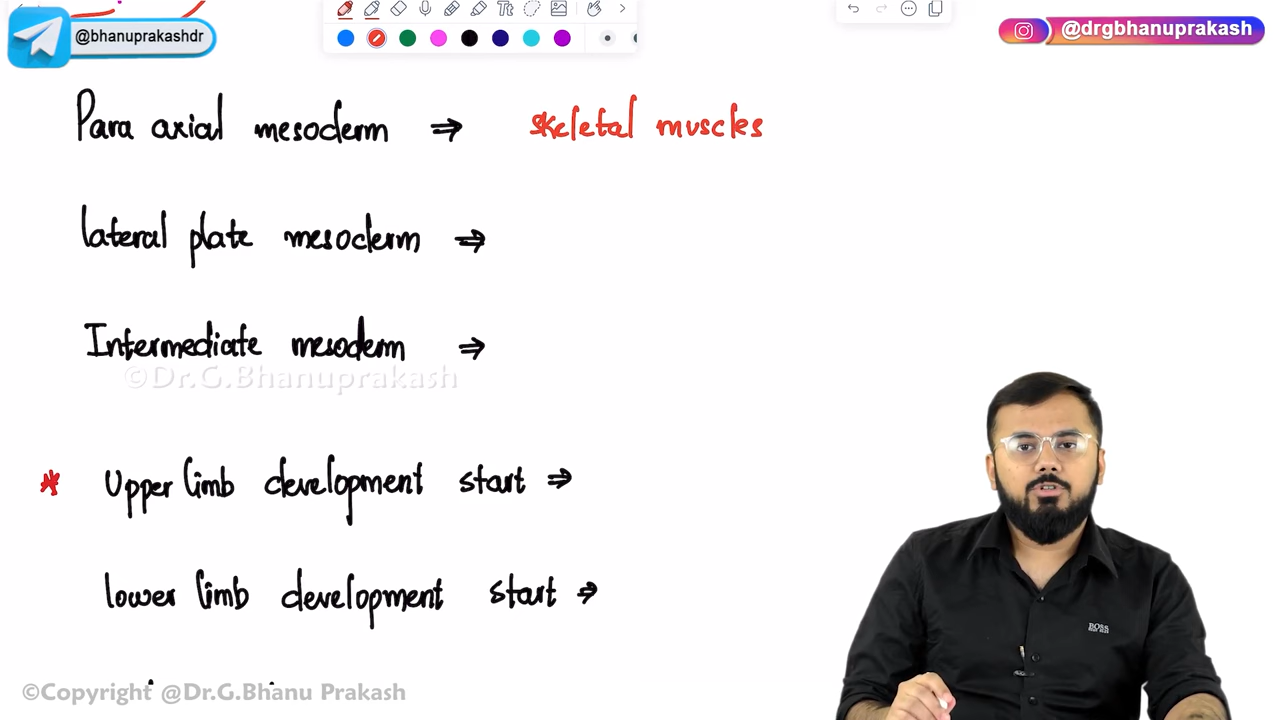 @bhanuprakashdr
@drgbhanuprakash
Para axial mesoderm ⇒ skeletal muscles
lateral plate mesoderm ⇒
Intermediate mesoderm ⇒
©Dr.G.Bhanuprakash
* Upper limb development start ⇒
lower limb development start ⇒
BOSS
©Copyright @Dr.G.Bhanu Prakash